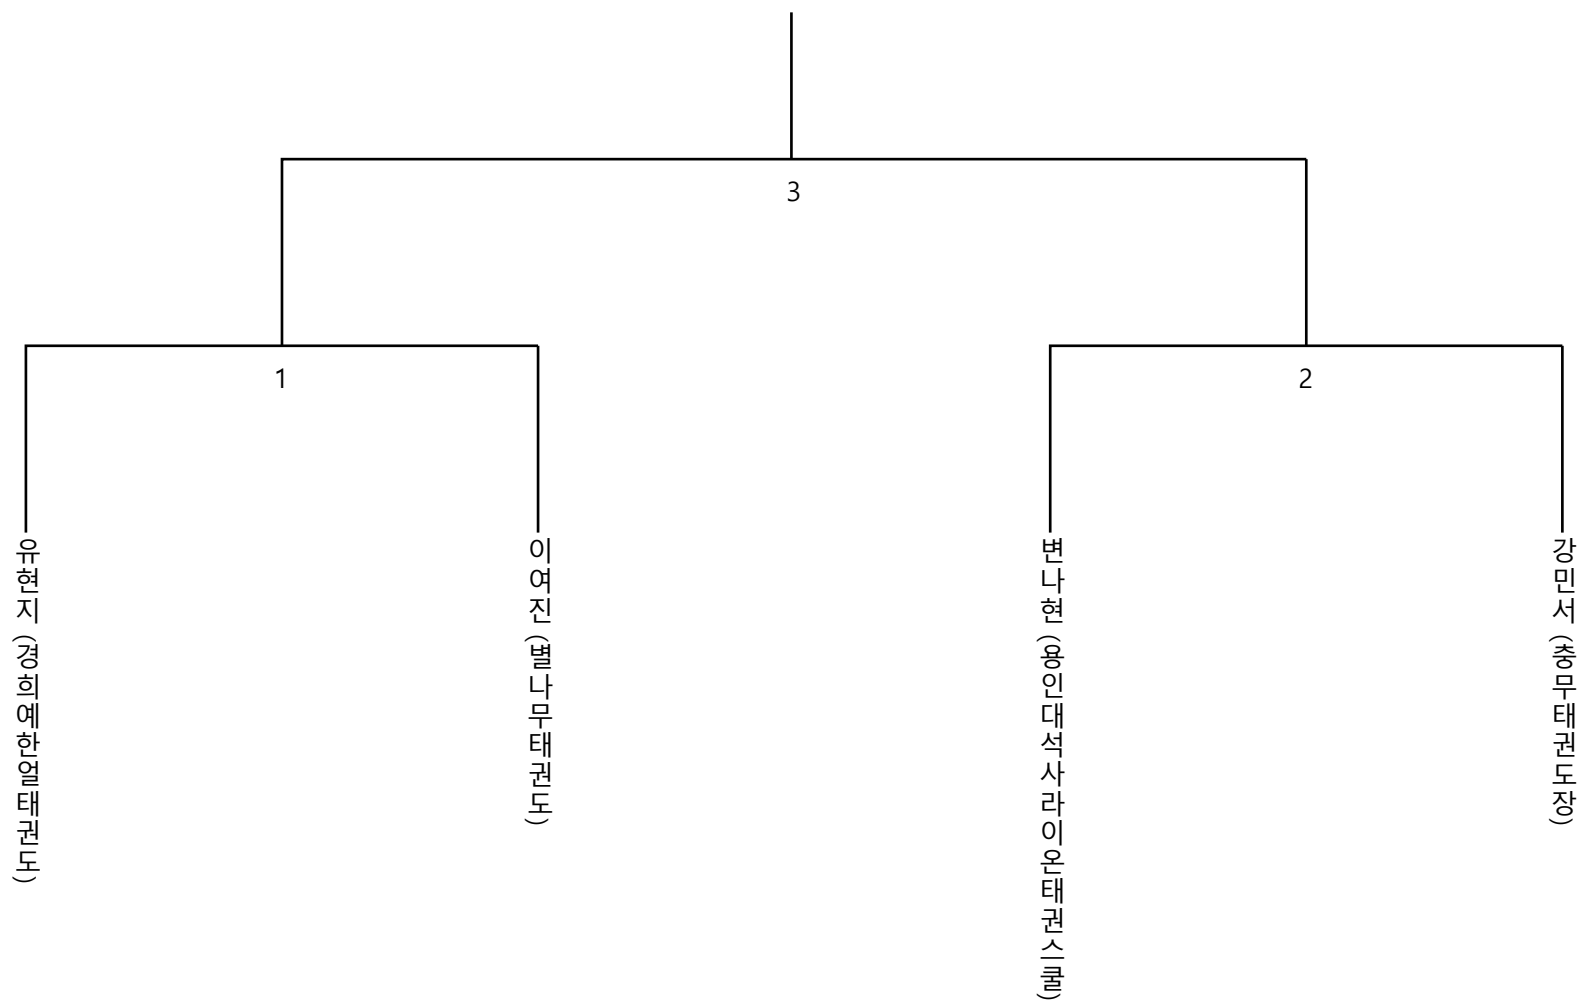 3
1
2
유현지 (경희예한얼태권도)
이여진 (별나무태권도)
변나현 (용인대석사라이온태권스쿨)
강민서 (충무태권도장)